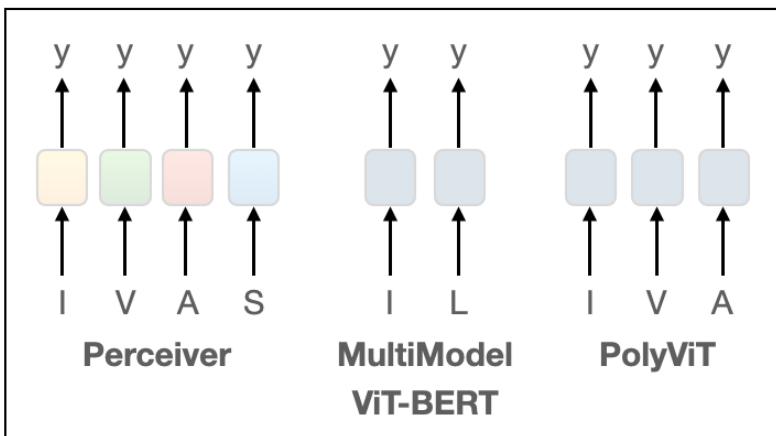 y y y y y y y y y
I V A S I L I V A
Perceiver MultiModel PolyViT
ViT-BERT